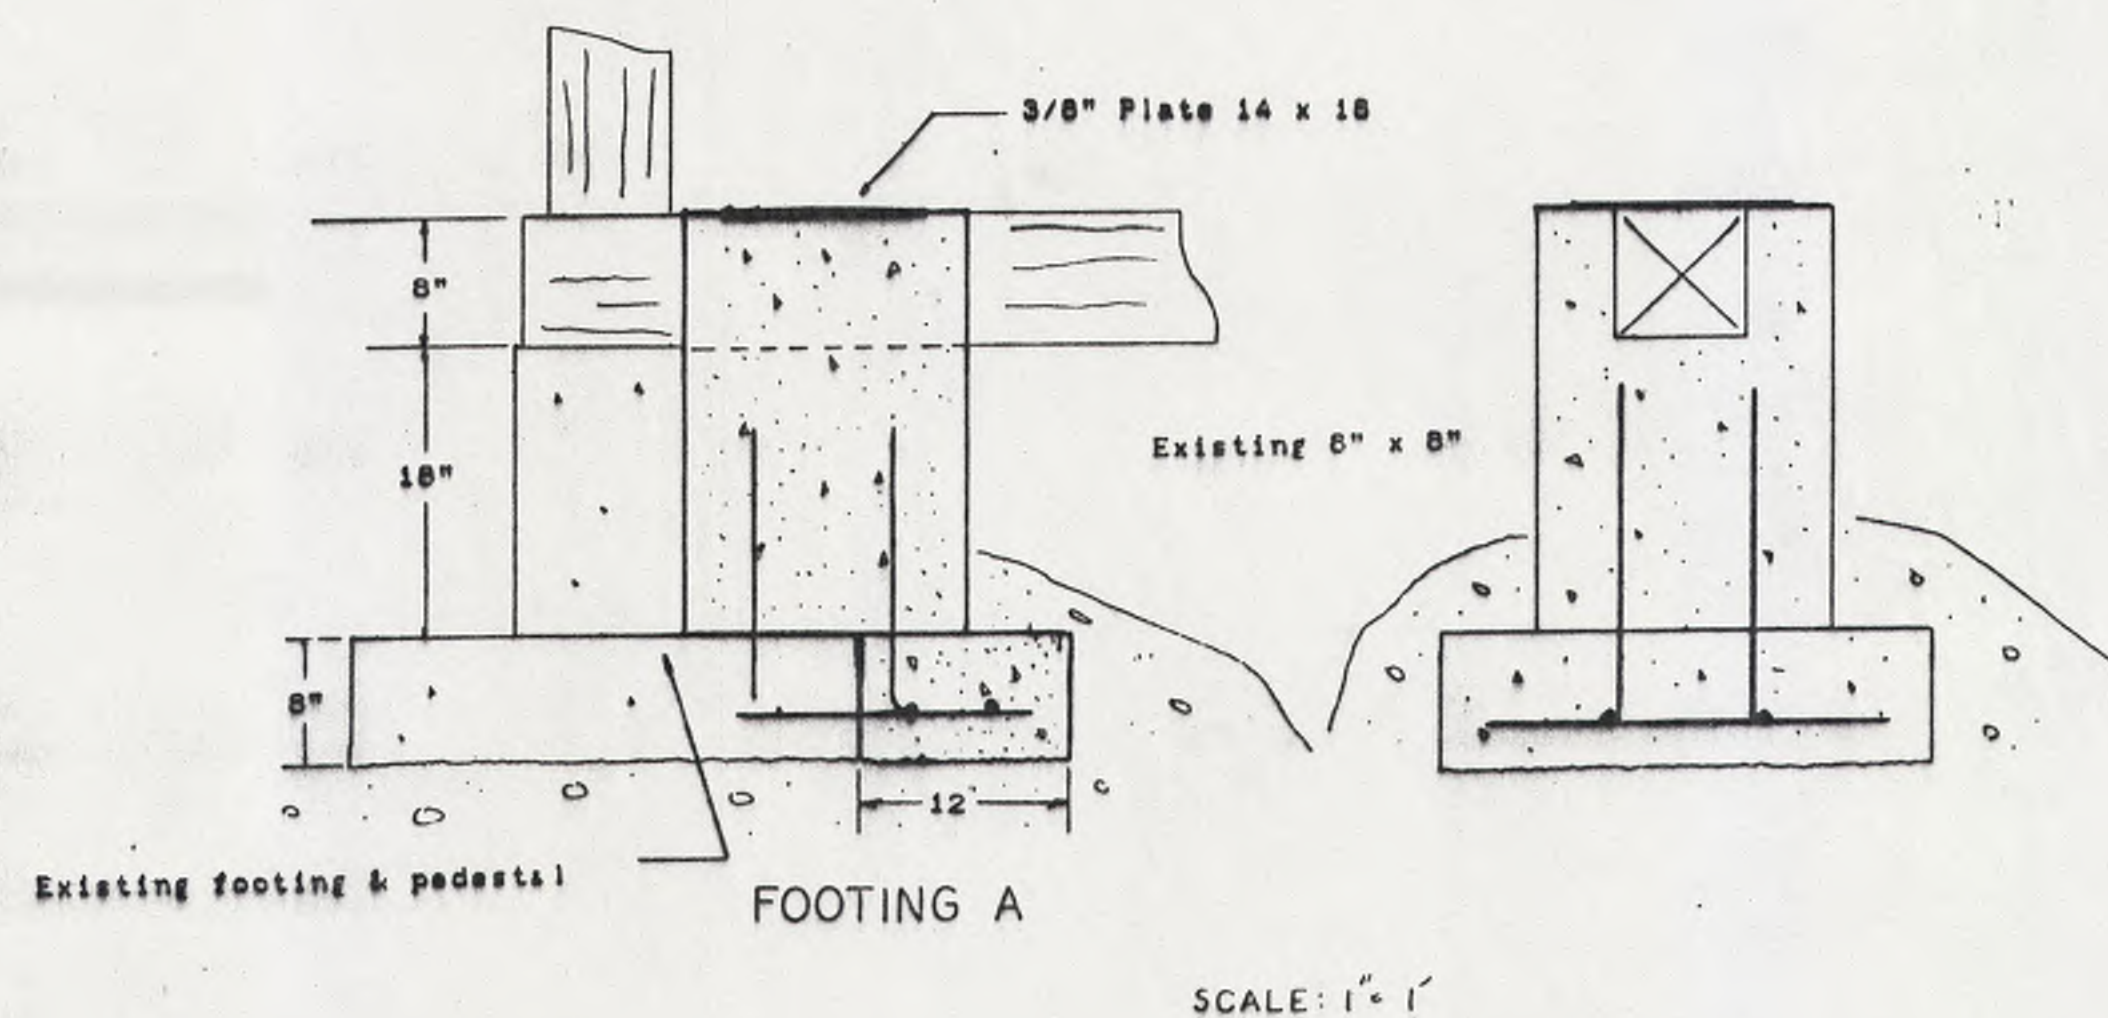 3/8" Plate 14 x 18
8"
Existing 8" x 8"
18"
8"
12
Existing footing & pedestal
FOOTING A
SCALE: 1" = 1'